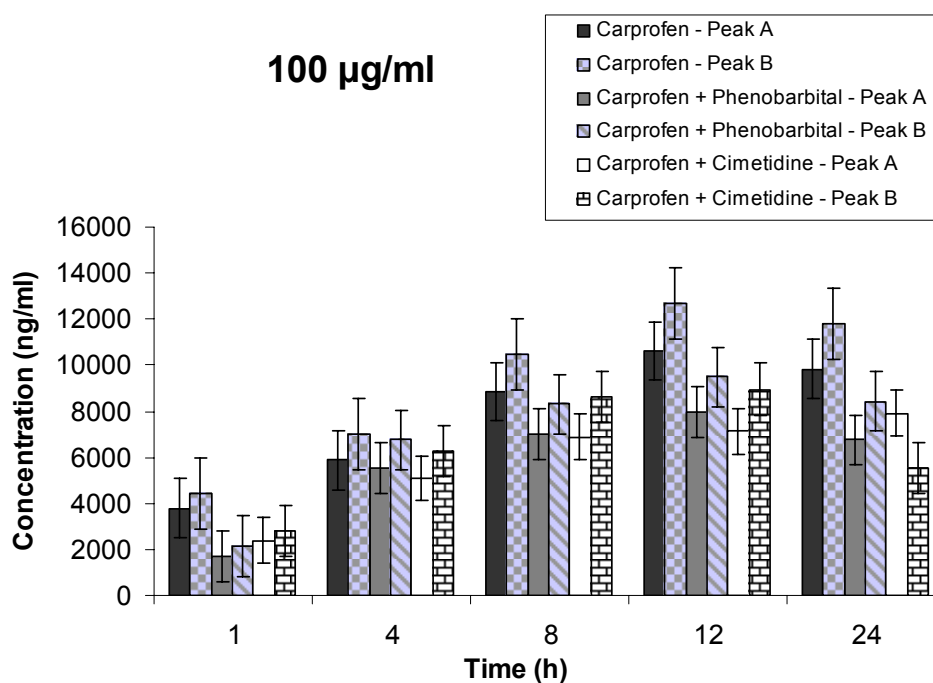 100 µg/ml
Carprofen - Peak A
Carprofen - Peak B
Carprofen + Phenobarbital - Peak A
Carprofen + Phenobarbital - Peak B
Carprofen + Cimetidine - Peak A
Carprofen + Cimetidine - Peak B
Concentration (ng/ml)
16000
14000
12000
10000
8000
6000
4000
2000
0
1 4 8 12 24
Time (h)